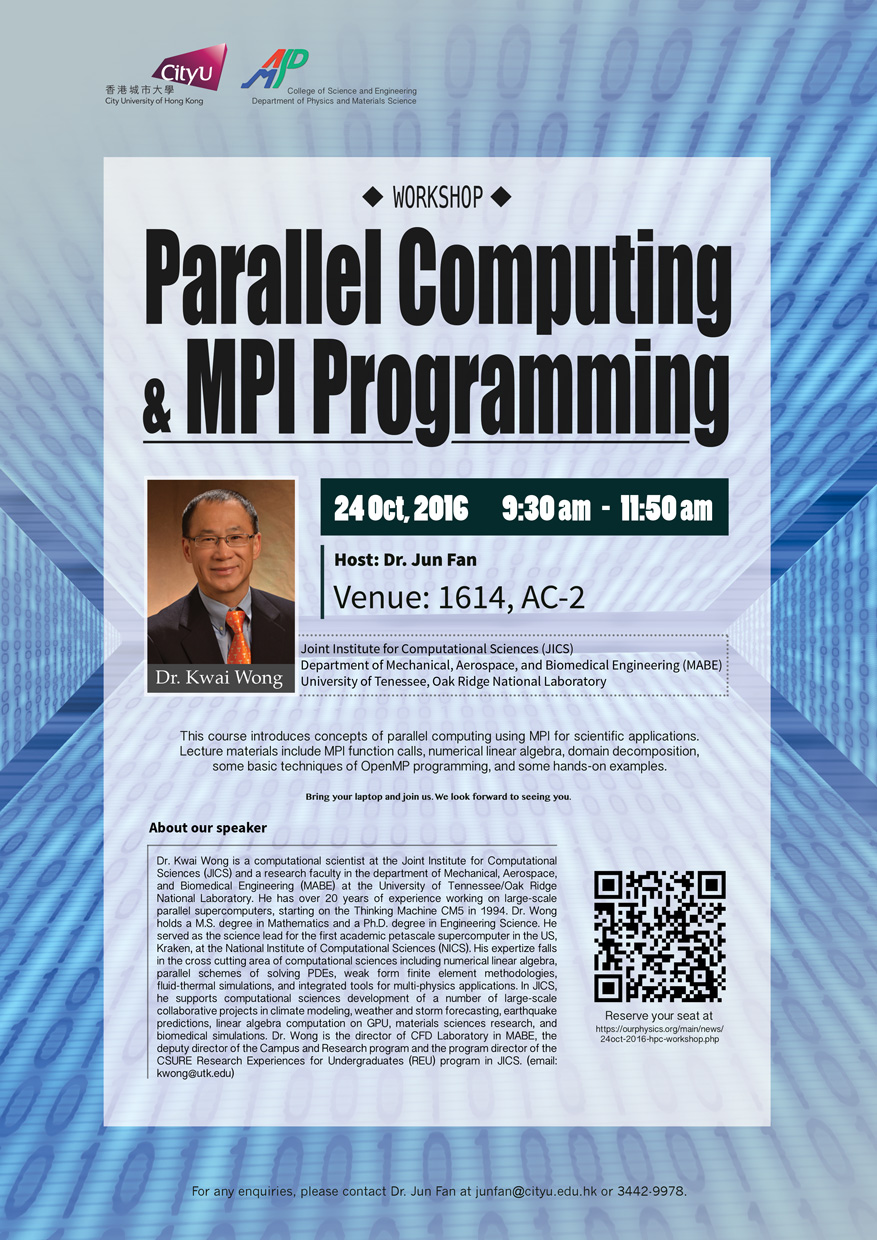 CityU
香港城市大學
City University of Hong Kong
AP
M
College of Science and Engineering
Department of Physics and Materials Science
WORKSHOP
Parallel Computing
& MPI Programming
24 Oct, 2016 9:30 am - 11:50 am
Host: Dr. Jun Fan
Venue: 1614, AC-2
Dr. Kwai Wong
Joint Institute for Computational Sciences (JICS)
Department of Mechanical, Aerospace, and Biomedical Engineering (MABE)
University of Tenessee, Oak Ridge National Laboratory
This course introduces concepts of parallel computing using MPI for scientific applications.
Lecture materials include MPI function calls, numerical linear algebra, domain decomposition,
some basic techniques of OpenMP programming, and some hands-on examples.
Bring your laptop and join us. We look forward to seeing you.
About our speaker
Dr. Kwai Wong is a computational scientist at the Joint Institute for Computational
Sciences (JICS) and a research faculty in the department of Mechanical, Aerospace,
and Biomedical Engineering (MABE) at the University of Tennessee/Oak Ridge
National Laboratory. He has over 20 years of experience working on large-scale
parallel supercomputers, starting on the Thinking Machine CM5 in 1994. Dr. Wong
holds a M.S. degree in Mathematics and a Ph.D. degree in Engineering Science. He
served as the science lead for the first academic petascale supercomputer in the US,
Kraken, at the National Institute of Computational Sciences (NICS). His expertize falls
in the cross cutting area of computational sciences including numerical linear algebra,
parallel schemes of solving PDEs, weak form finite element methodologies,
fluid-thermal simulations, and integrated tools for multi-physics applications. In JICS,
he supports computational sciences development of a number of large-scale
collaborative projects in climate modeling, weather and storm forecasting, earthquake
predictions, linear algebra computation on GPU, materials sciences research, and
biomedical simulations. Dr. Wong is the director of CFD Laboratory in MABE, the
deputy director of the Campus and Research program and the program director of the
CSURE Research Experiences for Undergraduates (REU) program in JICS. (email:
kwong@utk.edu)
Reserve your seat at
https://ourphysics.org/main/news/
24oct-2016-hpc-workshop.php
For any enquiries, please contact Dr. Jun Fan at junfan@cityu.edu.hk or 3442-9978.